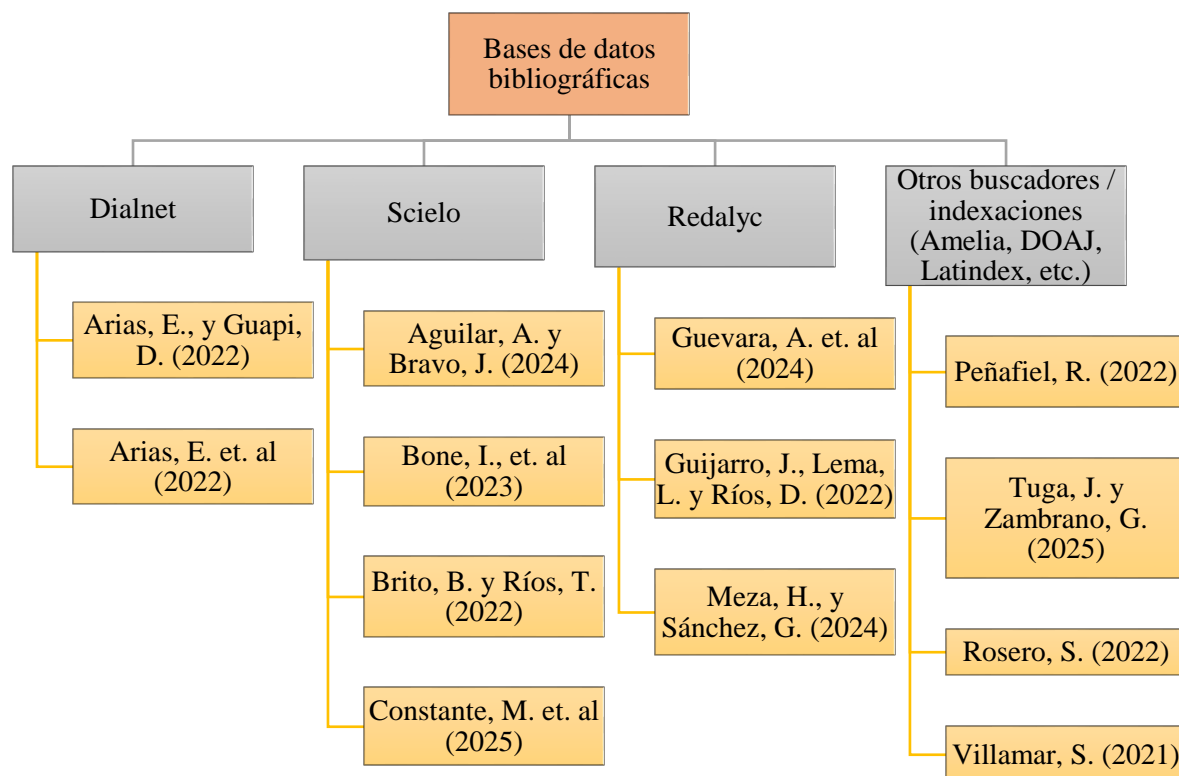 Bases de datos
bibliográficas
Dialnet
Arias, E., y Guapi,
D. (2022)
Arias, E. et. al
(2022)
Scielo
Aguilar, A. y
Bravo, J. (2024)
Bone, I., et. al
(2023)
Brito, B. y Ríos, T.
(2022)
Constante, M. et. al
(2025)
Redalyc
Guevara, A. et. al
(2024)
Guijarro, J., Lema,
L. y Ríos, D. (2022)
Meza, H., y
Sánchez, G. (2024)
Otros buscadores /
indexaciones
(Amelia, DOAJ,
Latindex, etc.)
Peñafiel, R. (2022)
Tuga, J. y
Zambrano, G.
(2025)
Rosero, S. (2022)
Villamar, S. (2021)